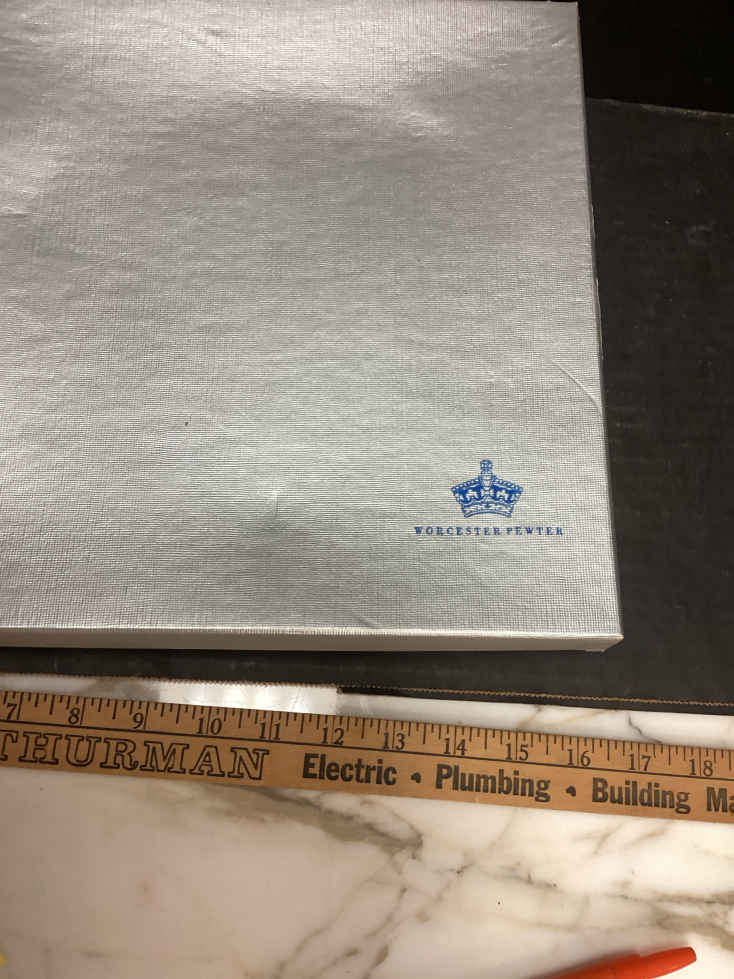 WORCESTER PEWTER
7 8 9 10 11 12 13 14 15 16 17 18
THURMAN Electric • Plumbing • Building Ma